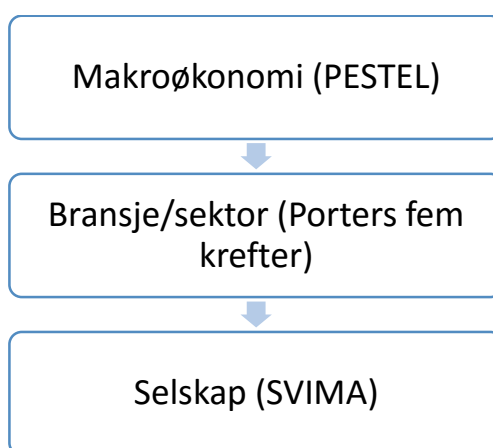 Makroøkonomi (PESTEL)
Bransje/sektor (Porters fem
krefter)
Selskap (SVIMA)